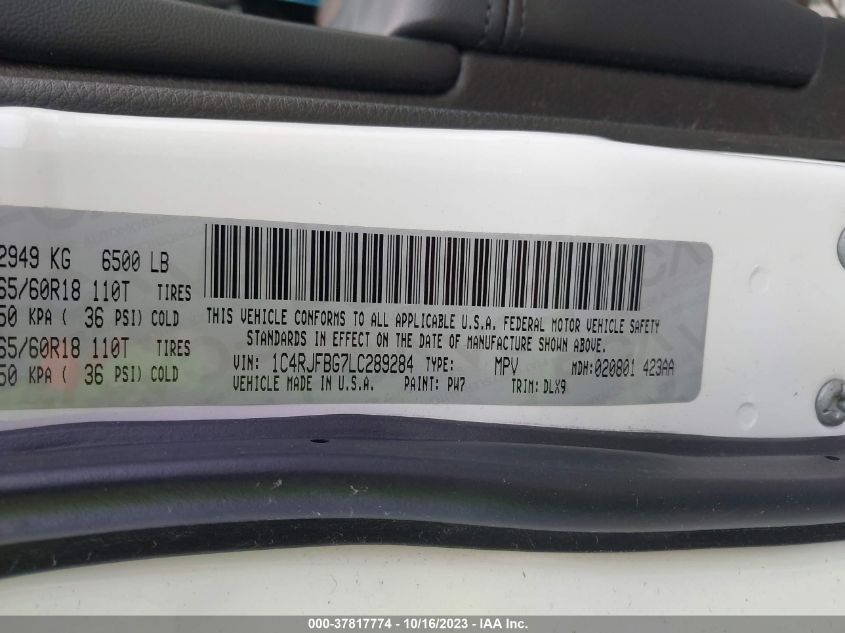 2949 KG 6500 LB
65/60R18 110T TIRES
50 KPA ( 36 PSI) COLD
65/60R18 110T TIRES
50 KPA ( 36 PSI) COLD
THIS VEHICLE CONFORMS TO ALL APPLICABLE U.S.A. FEDERAL MOTOR VEHICLE SAFETY
STANDARDS IN EFFECT ON THE DATE OF MANUFACTURE SHOWN ABOVE.
VIN: 1C4RJFBG7LC289284 TYPE: MPV MDH:020801 423AA
VEHICLE MADE IN U.S.A. PAINT: PW7 TRIM: DLX9
000-37817774 - 10/16/2023 - IAA Inc.